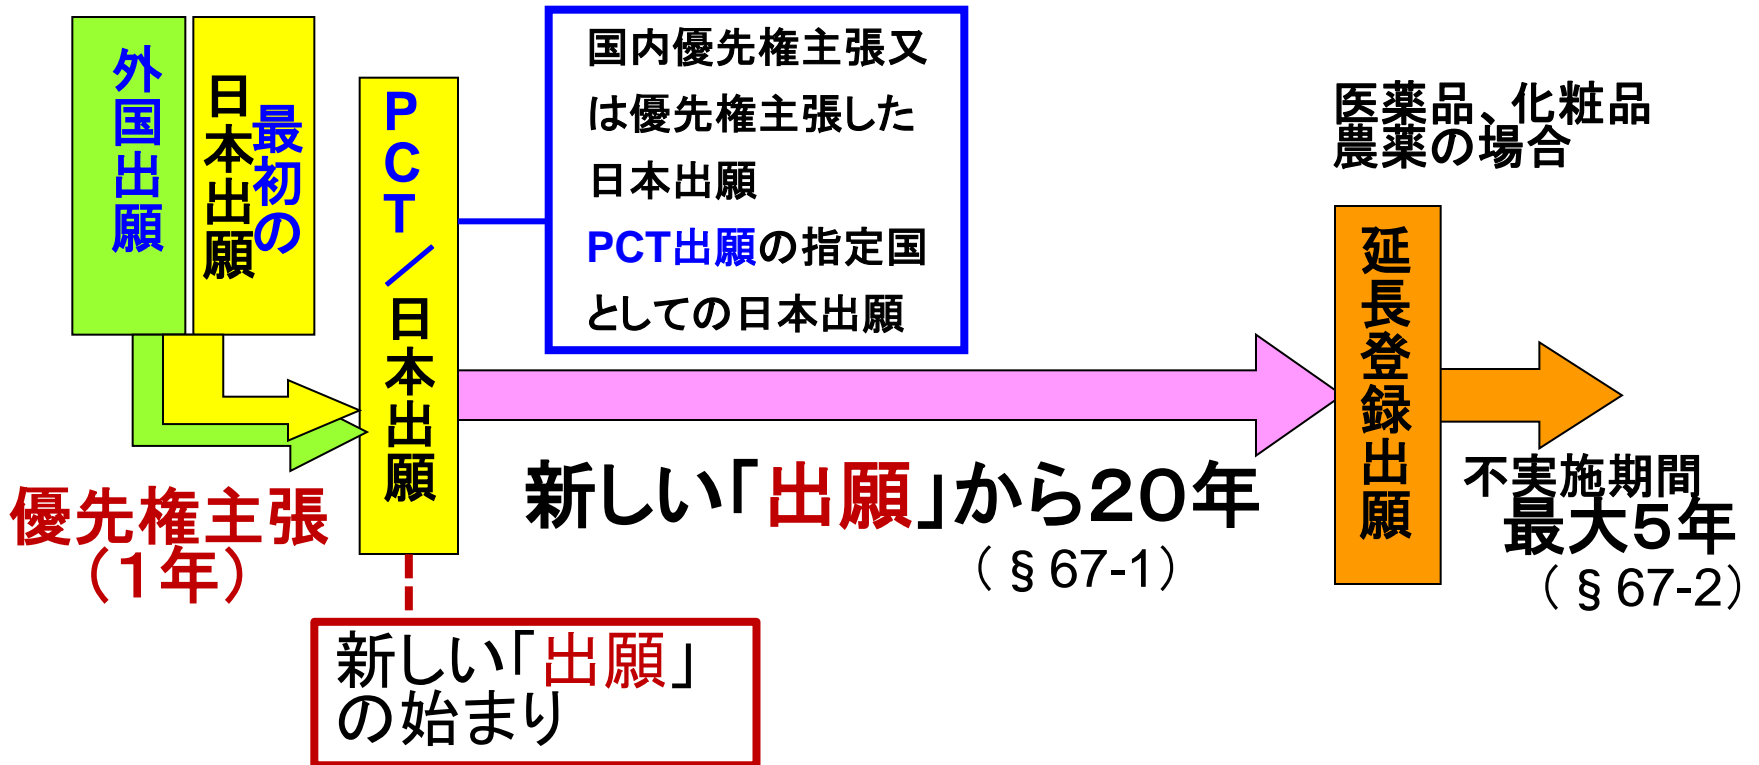 外国出願
最初の
日本出願
PCT/日本出願
国内優先権主張又
は優先権主張した
日本出願
PCT出願の指定国
としての日本出願
医薬品、化粧品
農薬の場合
延長登録出願
優先権主張
（1年）
新しい「出願」から20年
（§67-1）
不実施期間
最大5年
（§67-2）
新しい「出願」
の始まり